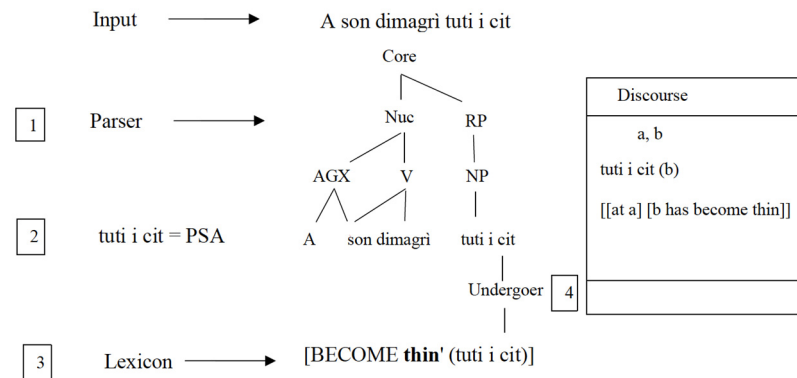 Input A son dimagrì tuti i cit
Core
1 Parser Nuc RP
AGX V NP
2 tuti i cit = PSA A son dimagrì tuti i cit
Undergoer 4
3 Lexicon [BECOME thin' (tuti i cit)]
Discourse
a, b
tuti i cit (b)
[[at a] [b has become thin]]